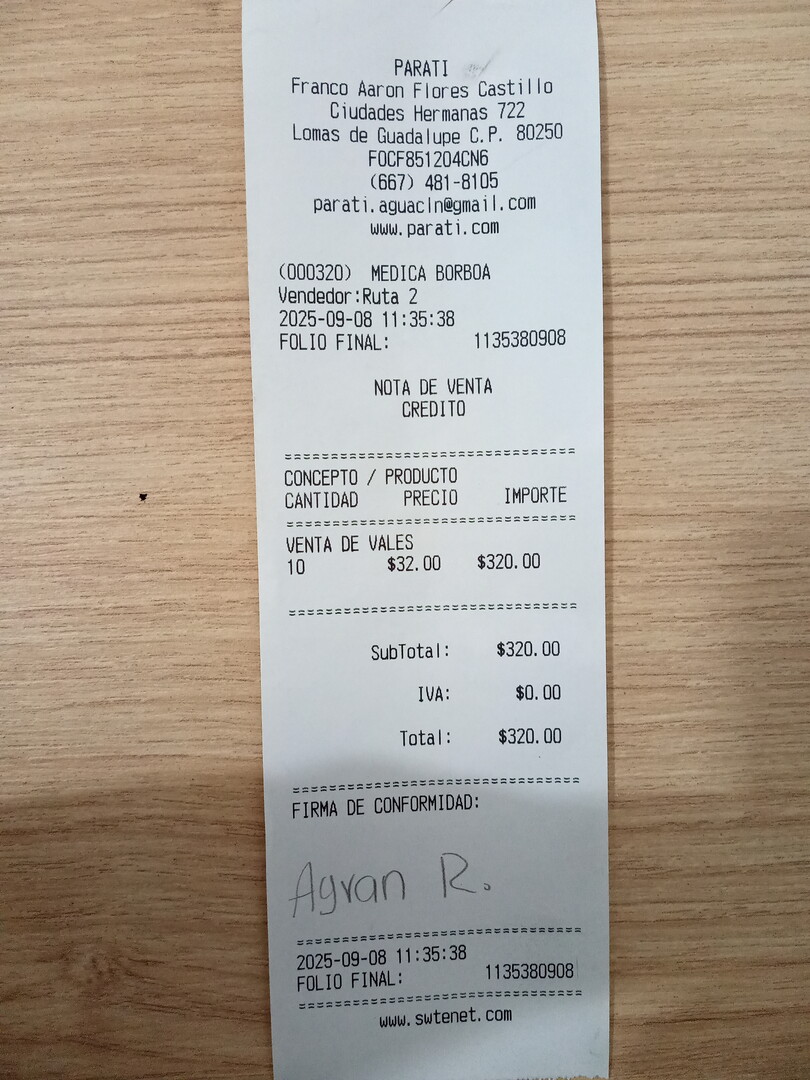 PARATI
Franco Aaron Flores Castillo
Ciudades Hermanas 722
Lomas de Guadalupe C.P. 80250
FOCF851204CN6
(667) 481-8105
parati.aguacln@gmail.com
www.parati.com
(000320) MEDICA BORBOA
Vendedor:Ruta 2
2025-09-08 11:35:38
FOLIO FINAL: 1135380908
NOTA DE VENTA
CREDITO
================================
CONCEPTO / PRODUCTO
CANTIDAD PRECIO IMPORTE
================================
VENTA DE VALES
10 $32.00 $320.00
================================
SubTotal: $320.00
IVA: $0.00
Total: $320.00
================================
FIRMA DE CONFORMIDAD:
Ayran R.
================================
2025-09-08 11:35:38
FOLIO FINAL: 1135380908
================================
www.swtenet.com